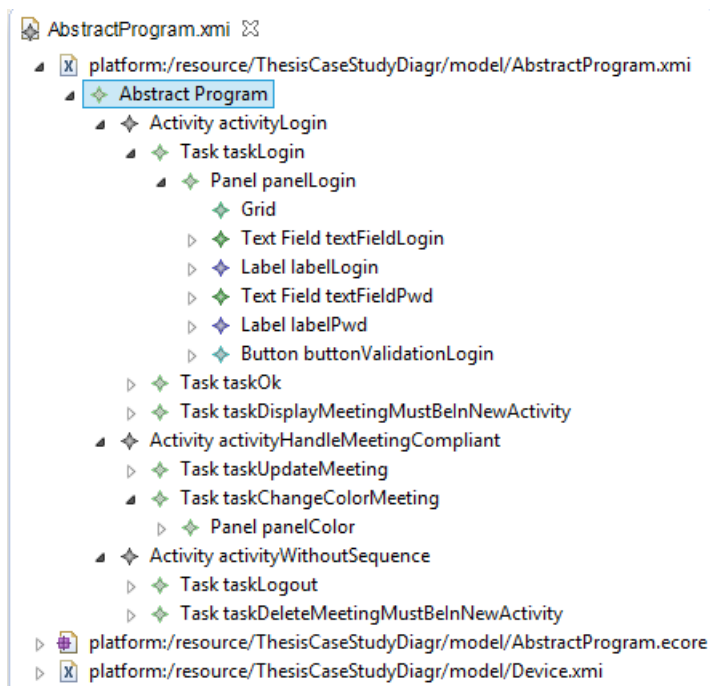 AbstractProgram.xmi
platform:/resource/ThesisCaseStudyDiagr/model/AbstractProgram.xmi
Abstract Program
Activity activityLogin
Task taskLogin
Panel panelLogin
Grid
Text Field textFieldLogin
Label labelLogin
Text Field textFieldPwd
Label labelPwd
Button buttonValidationLogin
Task taskOk
Task taskDisplayMeetingMustBeInNewActivity
Activity activityHandleMeetingCompliant
Task taskUpdateMeeting
Task taskChangeColorMeeting
Panel panelColor
Activity activityWithoutSequence
Task taskLogout
Task taskDeleteMeetingMustBeInNewActivity
platform:/resource/ThesisCaseStudyDiagr/model/AbstractProgram.ecore
platform:/resource/ThesisCaseStudyDiagr/model/Device.xmi